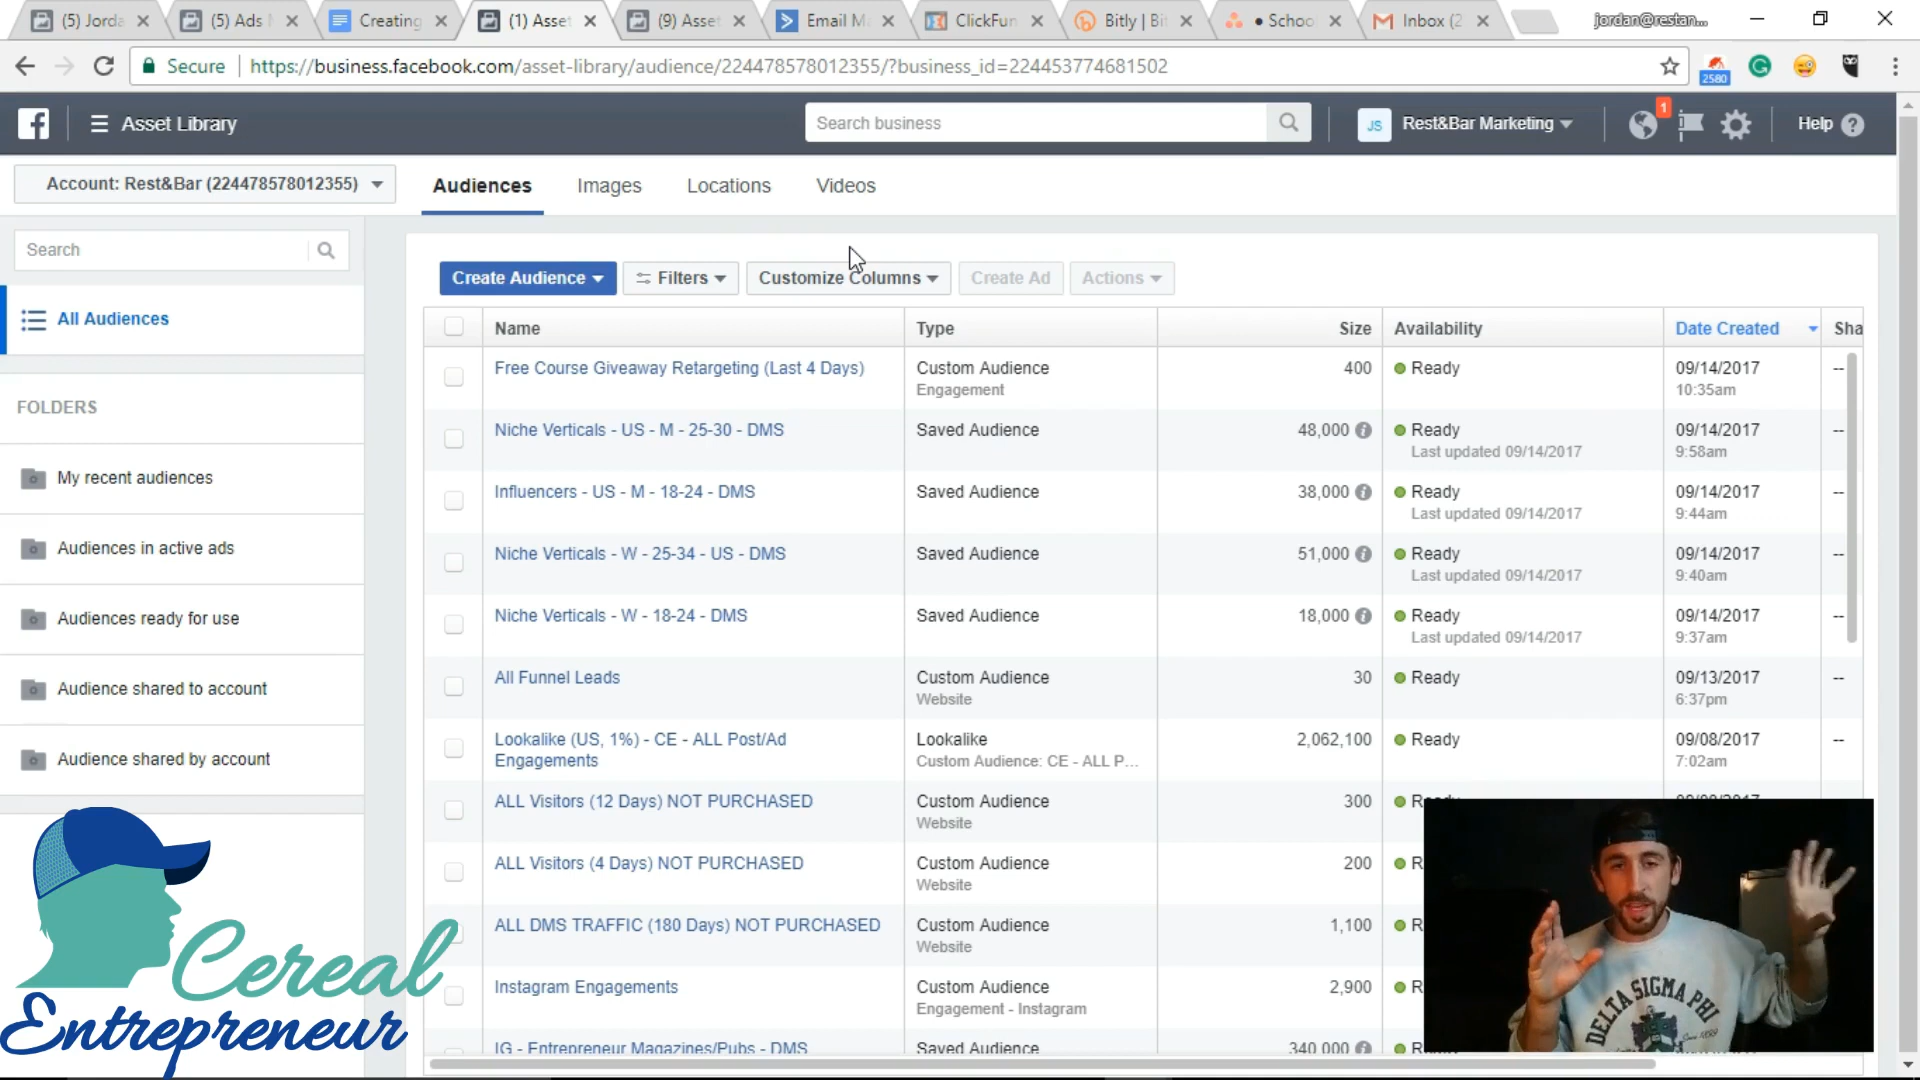 (5) Jorda
(5) Ads
Creating
(1) Asset
(9) Asset
Email M
ClickFun
Bitly | Bit
● Schoo
Inbox (2
jordan@restan...
Secure | https://business.facebook.com/asset-library/audience/224478578012355/?business_id=224453774681502
2580
Asset Library
Search business
JS
Rest&Bar Marketing
1
Help
Account: Rest&Bar (224478578012355)
Audiences
Images
Locations
Videos
Search
All Audiences
FOLDERS
My recent audiences
Audiences in active ads
Audiences ready for use
Audience shared to account
Audience shared by account
Create Audience
Filters
Customize Columns
Create Ad
Actions
Name Type Size Availability Date Created Sha
Free Course Giveaway Retargeting (Last 4 Days) Custom Audience 400 Ready 09/14/2017 --
Engagement 10:35am
Niche Verticals - US - M - 25-30 - DMS Saved Audience 48,000 Ready 09/14/2017 --
Last updated 09/14/2017 9:58am
Influencers - US - M - 18-24 - DMS Saved Audience 38,000 Ready 09/14/2017 --
Last updated 09/14/2017 9:44am
Niche Verticals - W - 25-34 - US - DMS Saved Audience 51,000 Ready 09/14/2017 --
Last updated 09/14/2017 9:40am
Niche Verticals - W - 18-24 - DMS Saved Audience 18,000 Ready 09/14/2017 --
Last updated 09/14/2017 9:37am
All Funnel Leads Custom Audience 30 Ready 09/13/2017 --
Website 6:37pm
Lookalike (US, 1%) - CE - ALL Post/Ad Lookalike 2,062,100 Ready 09/08/2017 --
Engagements Custom Audience: CE - ALL P... 7:02am
ALL Visitors (12 Days) NOT PURCHASED Custom Audience 300
Website
ALL Visitors (4 Days) NOT PURCHASED Custom Audience 200 R
Website
ALL DMS TRAFFIC (180 Days) NOT PURCHASED Custom Audience 1,100 R
Website
Instagram Engagements Custom Audience 2,900 R
Engagement - Instagram
IG - Entrepreneur Magazines/Pubs - DMS Saved Audience 340,000 R
Cereal
Entrepreneur
DELTA SIGMA PHI